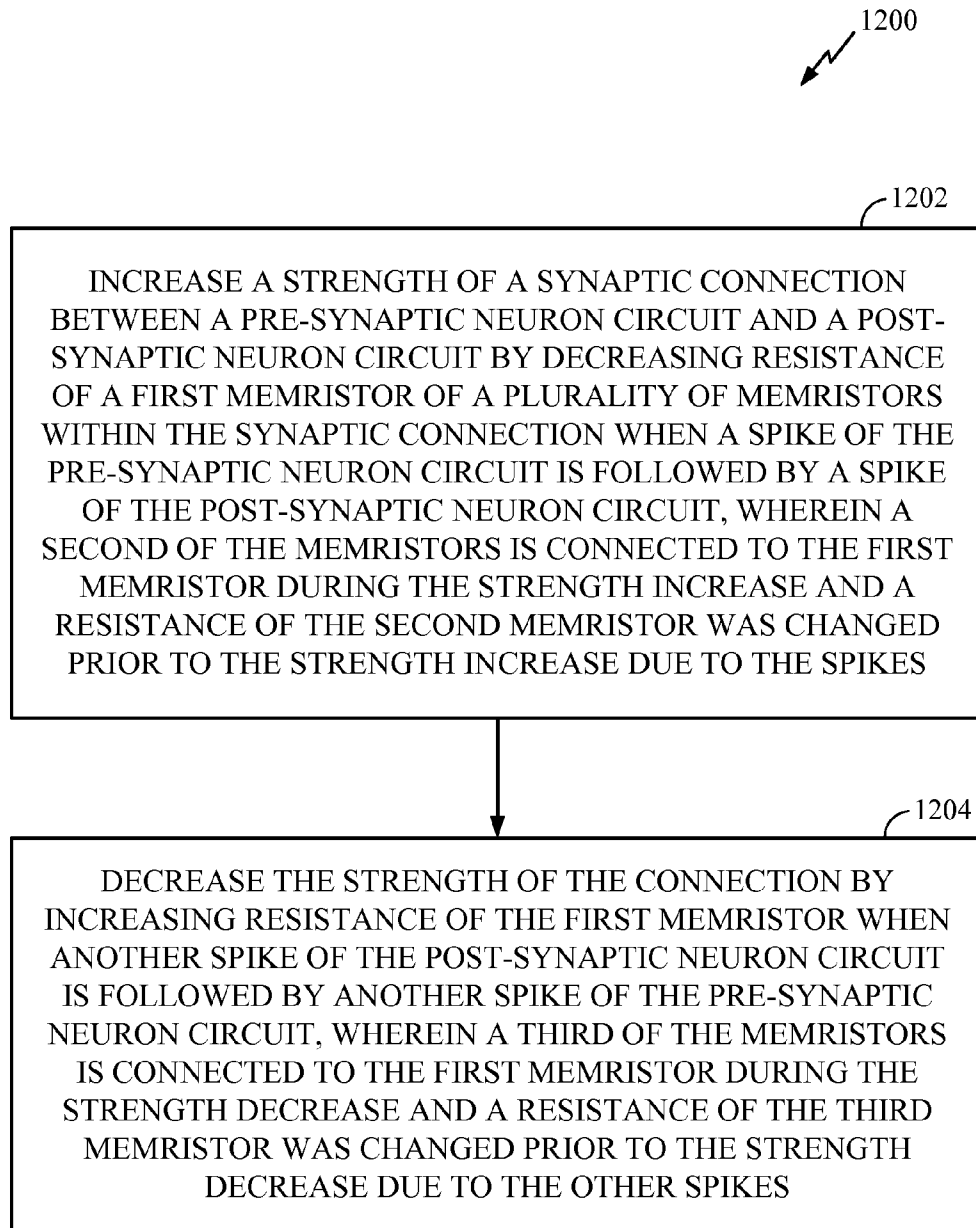 1200
1202
INCREASE A STRENGTH OF A SYNAPTIC CONNECTION
BETWEEN A PRE-SYNAPTIC NEURON CIRCUIT AND A POST-
SYNAPTIC NEURON CIRCUIT BY DECREASING RESISTANCE
OF A FIRST MEMRISTOR OF A PLURALITY OF MEMRISTORS
WITHIN THE SYNAPTIC CONNECTION WHEN A SPIKE OF THE
PRE-SYNAPTIC NEURON CIRCUIT IS FOLLOWED BY A SPIKE
OF THE POST-SYNAPTIC NEURON CIRCUIT, WHEREIN A
SECOND OF THE MEMRISTORS IS CONNECTED TO THE FIRST
MEMRISTOR DURING THE STRENGTH INCREASE AND A
RESISTANCE OF THE SECOND MEMRISTOR WAS CHANGED
PRIOR TO THE STRENGTH INCREASE DUE TO THE SPIKES
1204
DECREASE THE STRENGTH OF THE CONNECTION BY
INCREASING RESISTANCE OF THE FIRST MEMRISTOR WHEN
ANOTHER SPIKE OF THE POST-SYNAPTIC NEURON CIRCUIT
IS FOLLOWED BY ANOTHER SPIKE OF THE PRE-SYNAPTIC
NEURON CIRCUIT, WHEREIN A THIRD OF THE MEMRISTORS
IS CONNECTED TO THE FIRST MEMRISTOR DURING THE
STRENGTH DECREASE AND A RESISTANCE OF THE THIRD
MEMRISTOR WAS CHANGED PRIOR TO THE STRENGTH
DECREASE DUE TO THE OTHER SPIKES